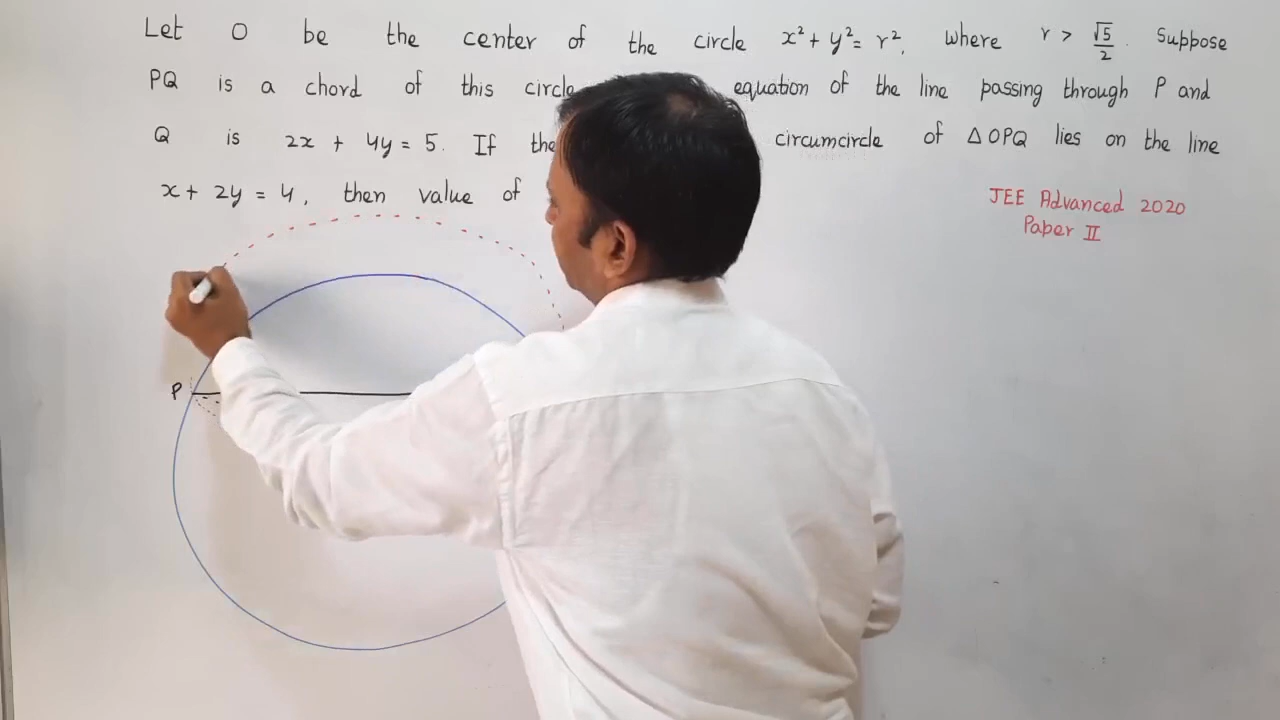 Let O be the center of the circle x² + y² = r², where r > √5/2. Suppose
PQ is a chord of this circle equation of the line passing through P and
Q is 2x + 4y = 5. If the circumcircle of ΔOPQ lies on the line
x + 2y = 4, then value of
JEE Advanced 2020
Paper II
P